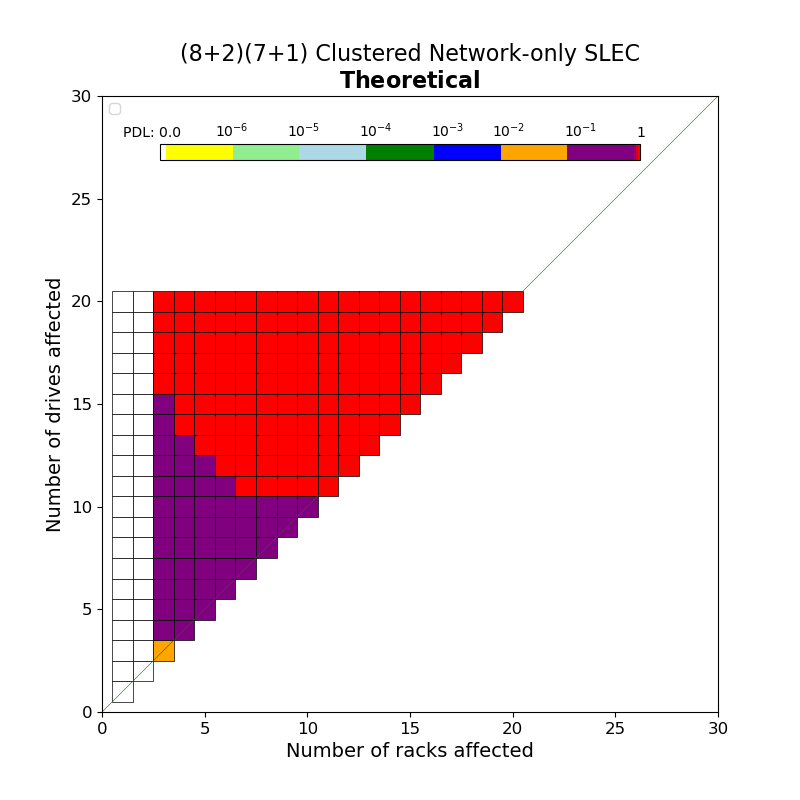 (8+2)(7+1) Clustered Network-only SLEC
Theoretical
PDL: 0.0 10⁻⁶ 10⁻⁵ 10⁻⁴ 10⁻³ 10⁻² 10⁻¹ 1
30
25
20
15
10
5
0
Number of drives affected
0 5 10 15 20 25 30
Number of racks affected